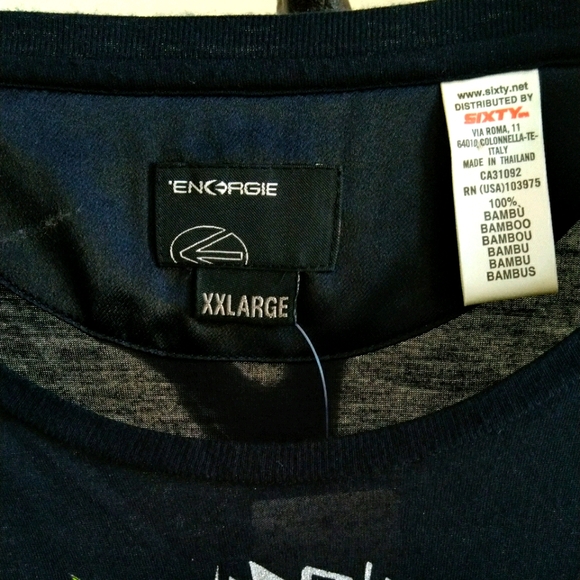 'ENERGIE
XXLARGE
www.sixty.net
DISTRIBUTED BY
SIXTY
VIA ROMA, 11
64010 COLONNELLA-TE-
ITALY
MADE IN THAILAND
CA31092
RN (USA)103975
100%
BAMBÙ
BAMBOO
BAMBOU
BAMBU
BAMBU
BAMBUS